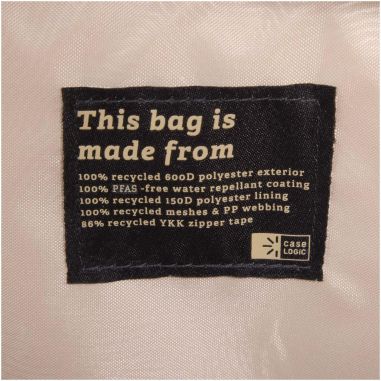 This bag is
made from
100% recycled 600D polyester exterior
100% PFAS -free water repellant coating
100% recycled 150D polyester lining
100% recycled meshes & PP webbing
86% recycled YKK zipper tape
case
LOGIC